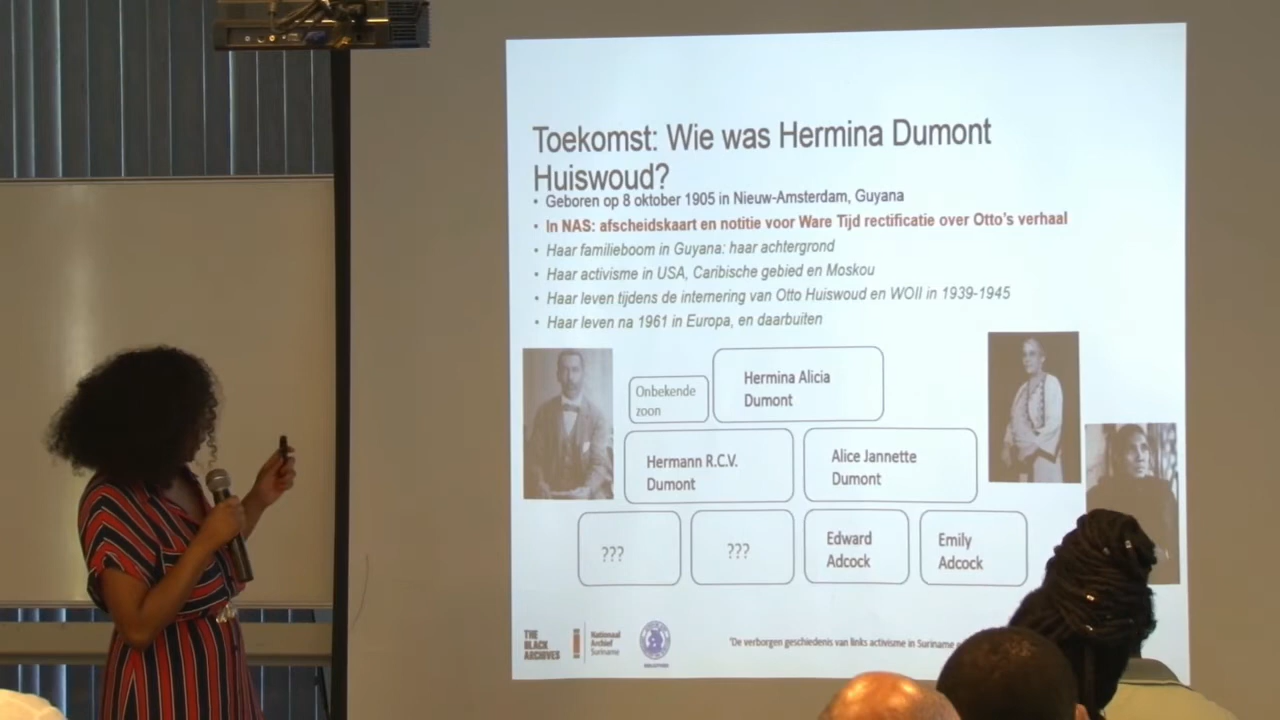 Toekomst: Wie was Hermina Dumont
Huiswoud?
• Geboren op 8 oktober 1905 in Nieuw-Amsterdam, Guyana
• In NAS: afscheidskaart en notitie voor Ware Tijd rectificatie over Otto's verhaal
• Haar familieboom in Guyana: haar achtergrond
• Haar activisme in USA, Caribische gebied en Moskou
• Haar leven tijdens de internering van Otto Huiswoud en WOII in 1939-1945
• Haar leven na 1961 in Europa, en daarbuiten
Onbekende
zoon
Hermina Alicia
Dumont
Hermann R.C.V.
Dumont
Alice Jannette
Dumont
???
???
Edward
Adcock
Emily
Adcock
THE
BLACK
ARCHIVES
Nationaal
Archief
Suriname
'De verborgen geschiedenis van links activisme in Suriname